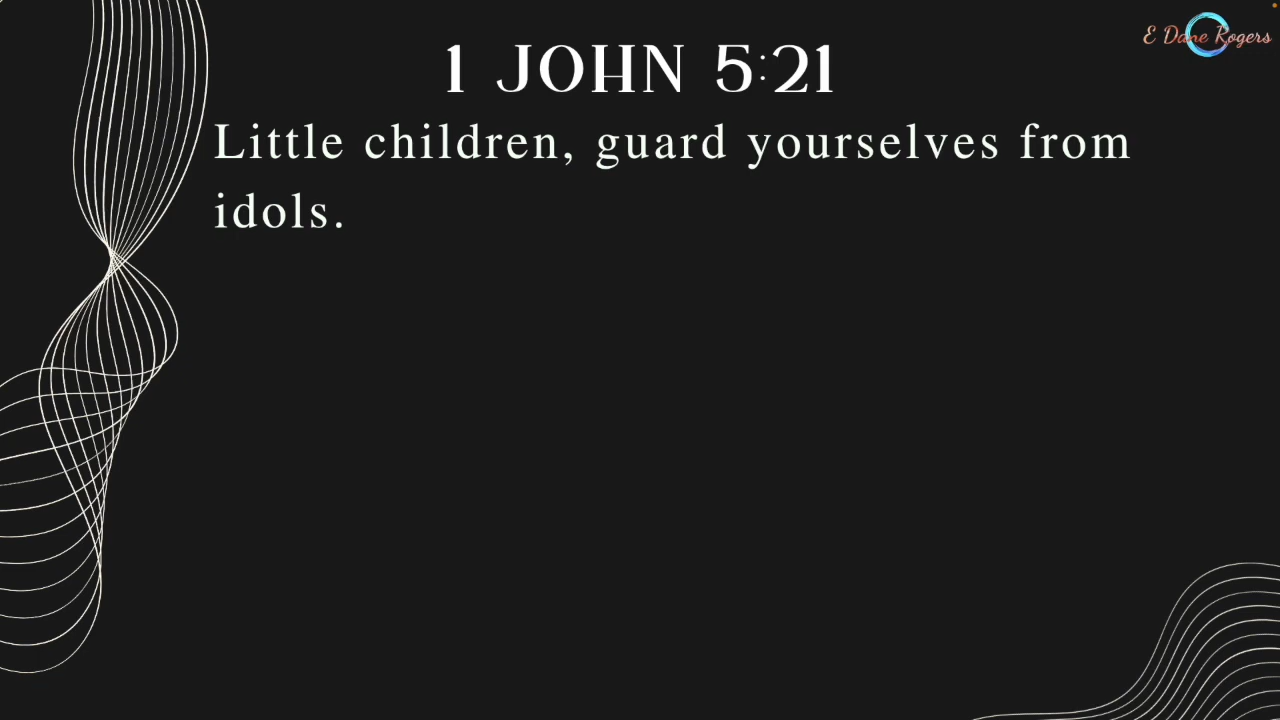 E Dane Rogers
1 JOHN 5:21
Little children, guard yourselves from
idols.